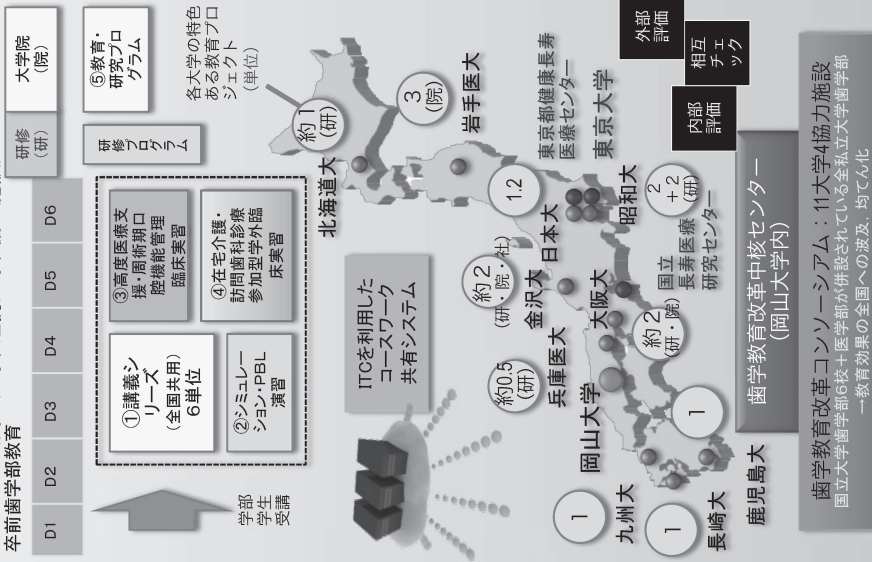 卒前歯学部教育
D1
D2
D3
D4
D5
D6
研修
(研)
大学院
(院)
学部
学生
受講
①講義シ
リーズ
(全国共用)
6単位
②シミュレー
ション・PBL
演習
③高度医療支
援・周術期口
腔機能管理
臨床実習
④在宅介護・
訪問歯科診療
参加型学外臨
床実習
研修プログラム
⑤教育・
研究プロ
グラム
各大学の特色
ある教育プロ
ジェクト
(単位)
ITCを利用した
コースワーク
共有システム
北海道大
約1
(研)
3
(院)
岩手医大
約0.5
(研)
兵庫医大
約2
(研・院・社)
金沢大
日本大
1.2
東京都健康長寿
医療センター
東京大学
岡山大学
大阪大
約2
(研・院)
昭和大
2
+2
(研)
国立
長寿医療
研究センター
1
九州大
1
長崎大
1
鹿児島大
内部
評価
相互
チェ
ック
外部
評価
歯学教育改革中核センター
(岡山大学内)
歯学教育改革コンソーシアム:11大学4協力施設
国立大学歯学部6校+医学部が併設されている全私立大学歯学部
→教育効果の全国への波及，均てん化